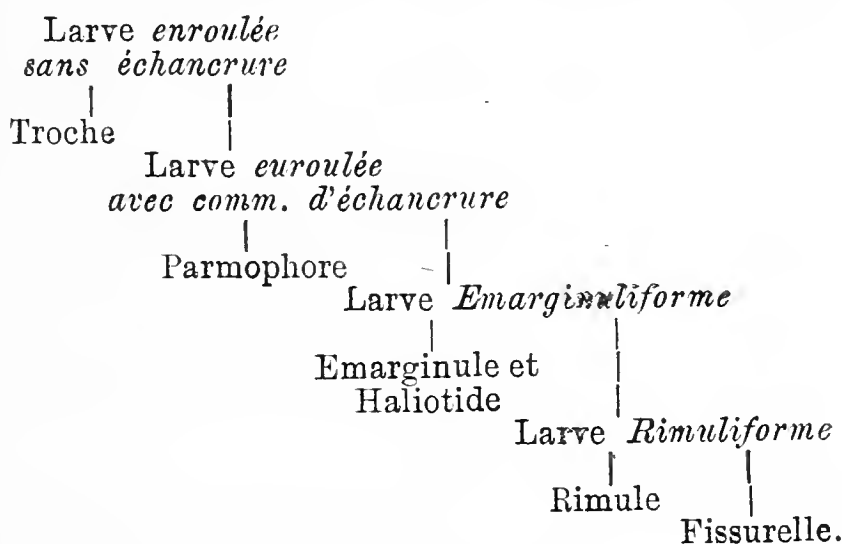 Larve enroulée
sans échancrure
Troche
Larve euroulée
avec comm. d'échancrure
Parmophore
Larve Emarginuliforme
Emarginule et
Haliotide
Larve Rimuliforme
Rimule
Fissurelle.